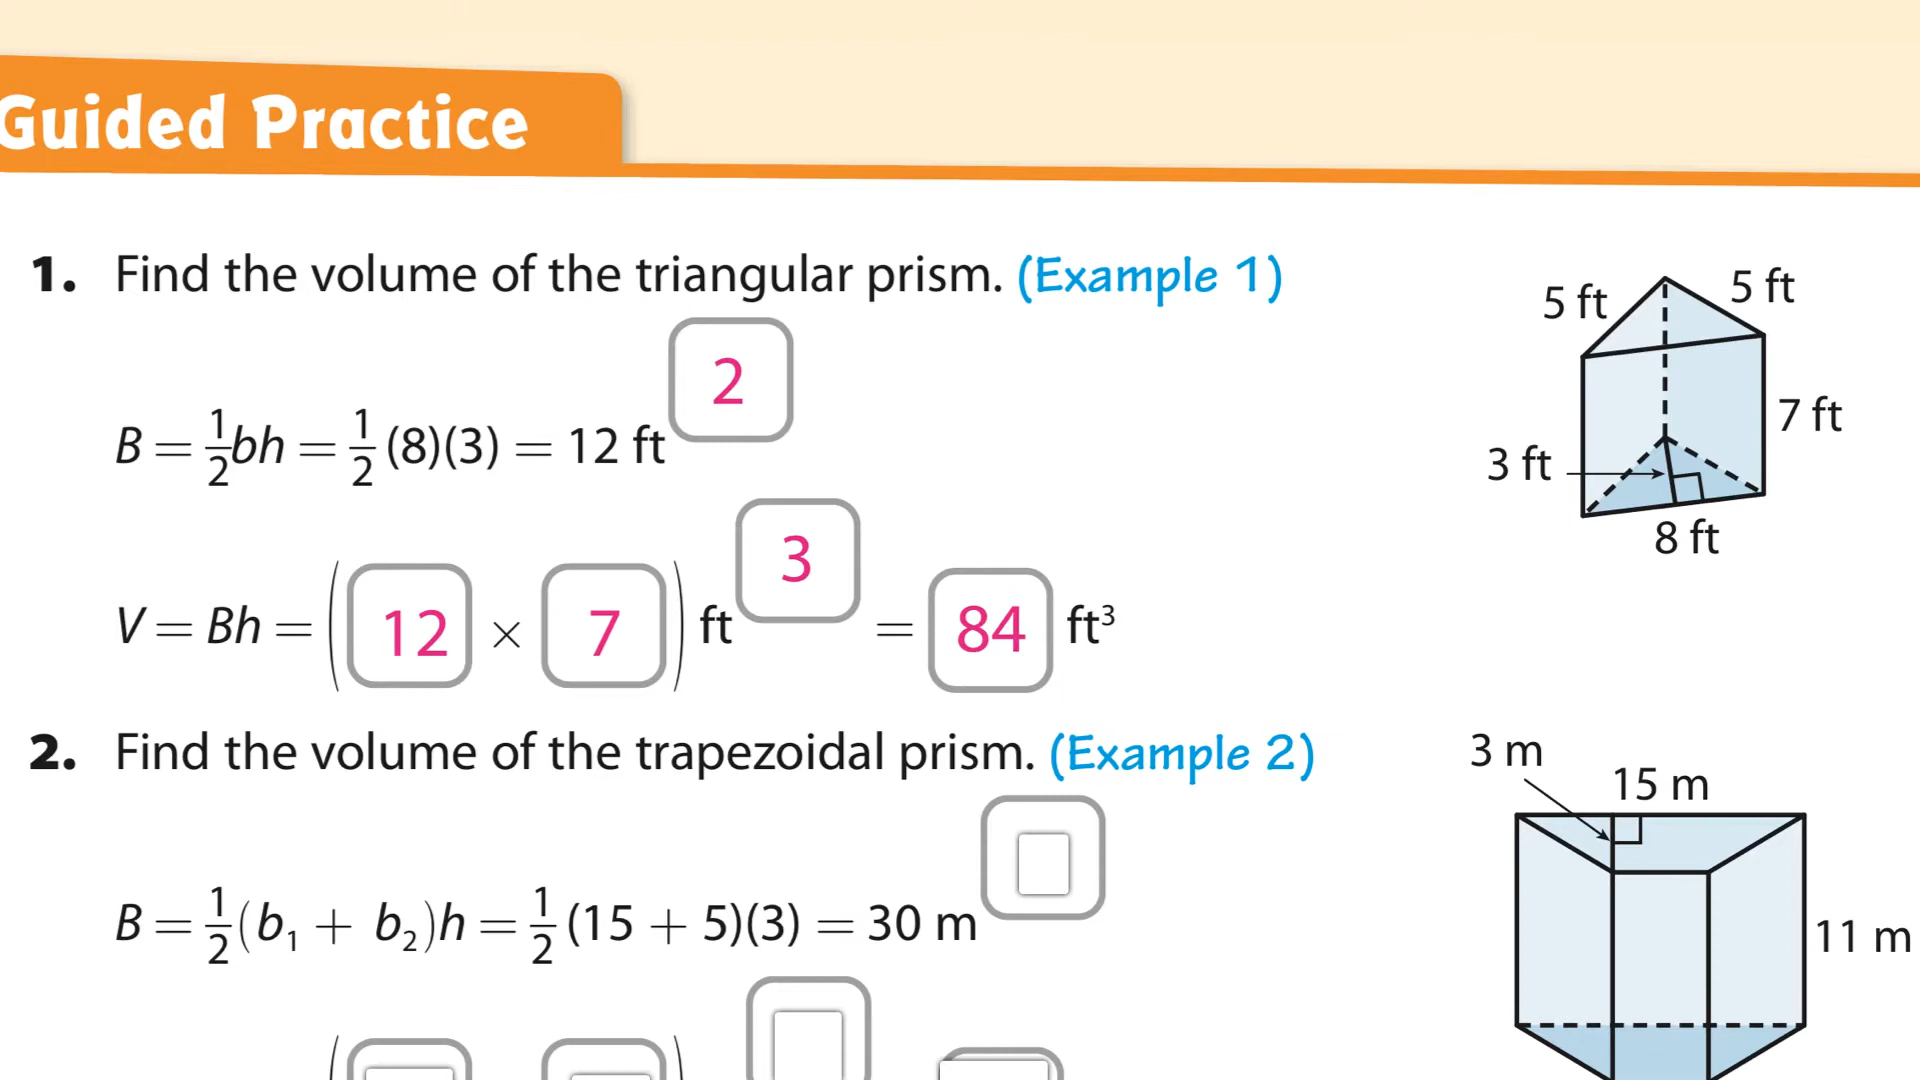 Guided Practice
1. Find the volume of the triangular prism. (Example 1)
5 ft 5 ft
B = 1/2 bh = 1/2 (8)(3) = 12 ft 2
7 ft
3 ft
8 ft
V = Bh = ( 12 × 7 ) ft 3 = 84 ft³
2. Find the volume of the trapezoidal prism. (Example 2)
3 m
15 m
B = 1/2 (b₁ + b₂)h = 1/2 (15 + 5)(3) = 30 m
11 m